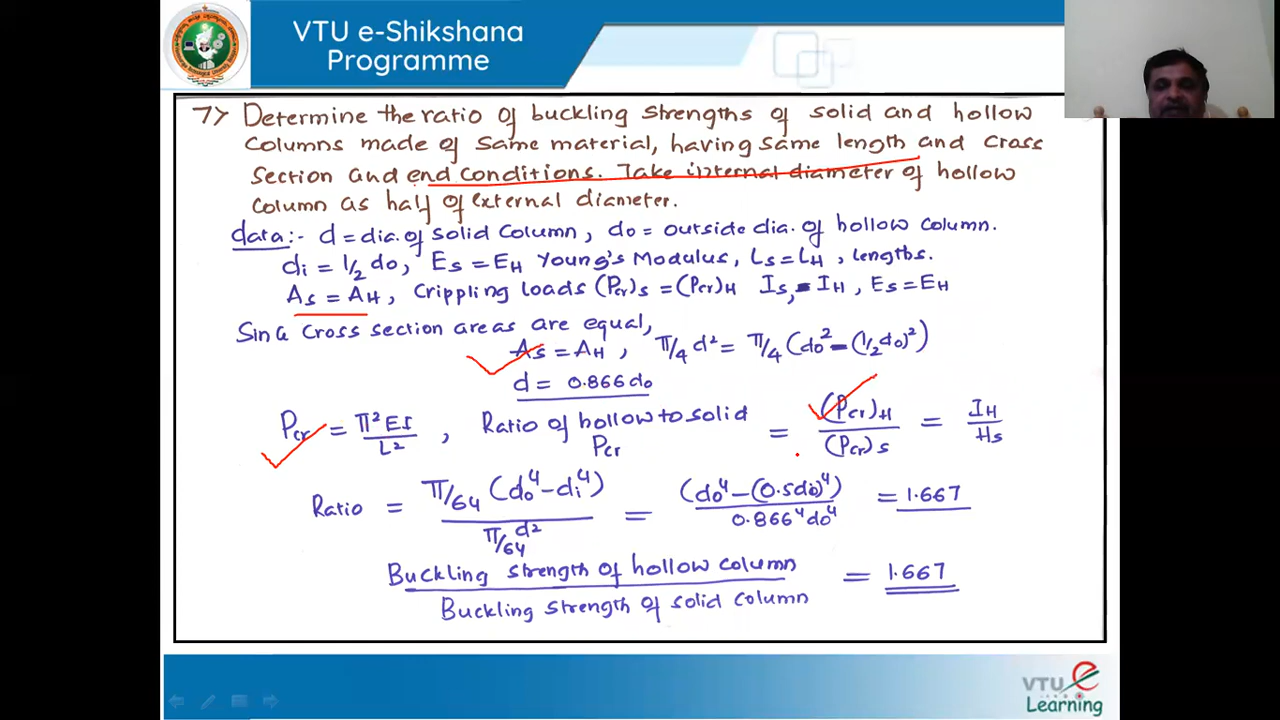 VTU e-Shikshana
Programme
7) Determine the ratio of buckling strengths of solid and hollow
Columns made of same material, having same length and cross
section and end conditions. Take internal diameter of hollow
column as half of external diameter.
data:- d = dia. of solid column, do = outside dia. of hollow column.
di = 1/2 do, Es = EH Young's Modulus, Ls = LH, lengths.
As = AH, Crippling loads (Pcr)s = (Pcr)H Is, = IH, Es = EH
Sina cross section areas are equal,
As = AH, π/4 d² = π/4 (do² - (1/2 do)²)
d = 0.866do
Pcr = π²EI/L², Ratio of hollow to solid Pcr = (Pcr)H/(Pcr)s = IH/Hs
Ratio = π/64 (do⁴ - di⁴) / π/64 d² = (do⁴ - (0.5do)⁴) / 0.866⁴do⁴ = 1.667
Buckling strength of hollow column / Buckling strength of solid column = 1.667
VTU e
Learning